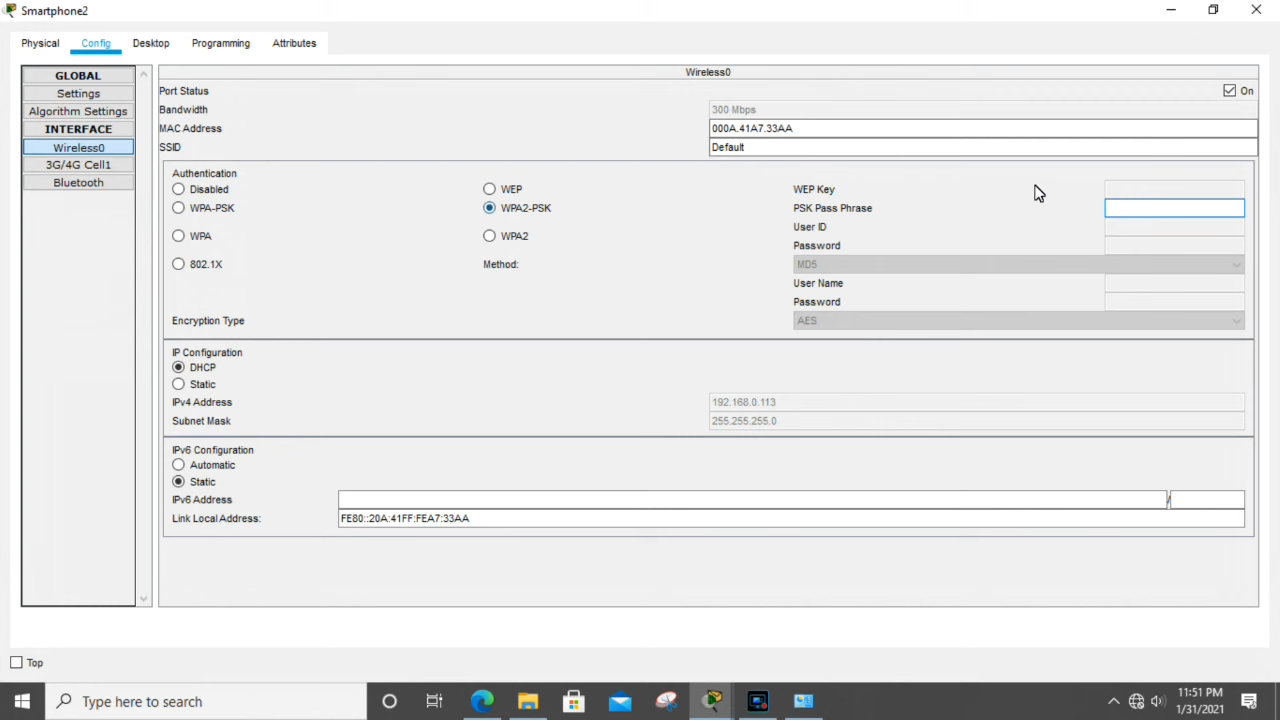 Smartphone2
Physical Config Desktop Programming Attributes
GLOBAL
Settings
Algorithm Settings
INTERFACE
Wireless0
3G/4G Cell1
Bluetooth
Wireless0
Port Status On
Bandwidth 300 Mbps
MAC Address 000A.41A7.33AA
SSID Default
Authentication
Disabled WEP WEP Key
WPA-PSK WPA2-PSK PSK Pass Phrase
User ID
WPA WPA2 Password
802.1X Method: MD5
User Name
Password
Encryption Type AES
IP Configuration
DHCP
Static
IPv4 Address 192.168.0.113
Subnet Mask 255.255.255.0
IPv6 Configuration
Automatic
Static
IPv6 Address /
Link Local Address: FE80::20A:41FF:FEA7:33AA
Top
Type here to search
11:51 PM
1/31/2021